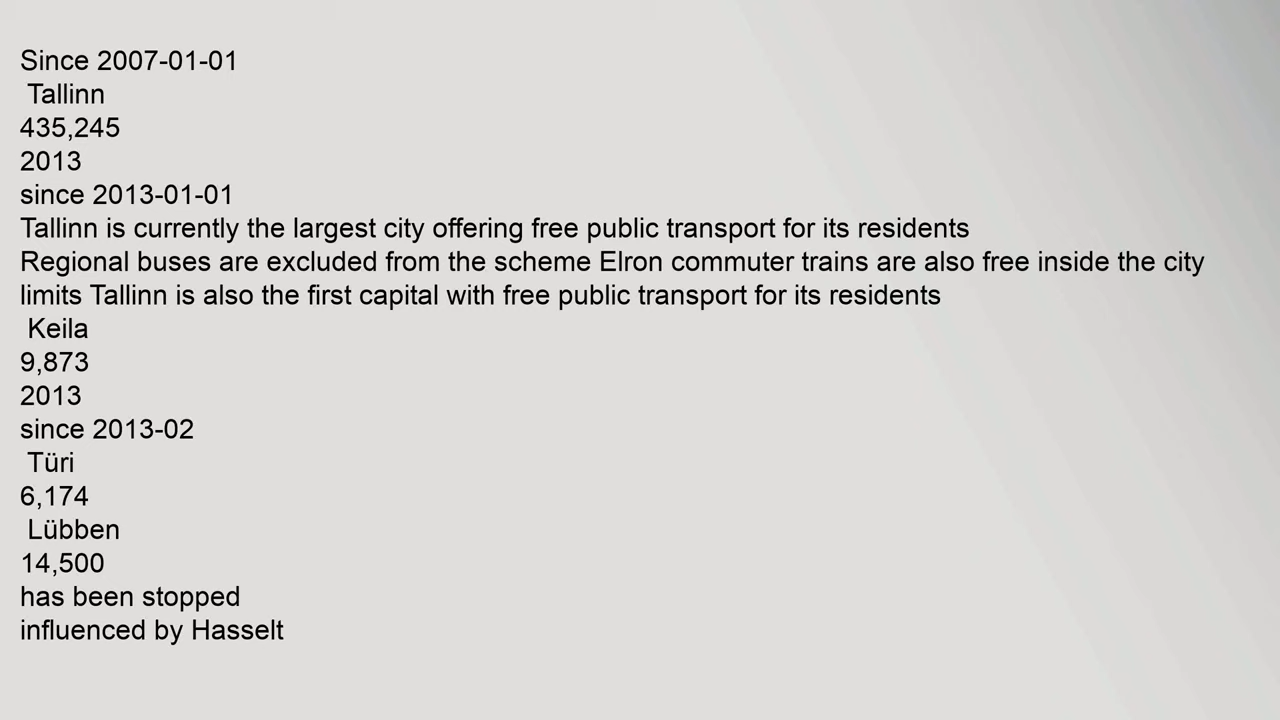 Since 2007-01-01
Tallinn
435,245
2013
since 2013-01-01
Tallinn is currently the largest city offering free public transport for its residents
Regional buses are excluded from the scheme Elron commuter trains are also free inside the city
limits Tallinn is also the first capital with free public transport for its residents
Keila
9,873
2013
since 2013-02
Türi
6,174
Lübben
14,500
has been stopped
influenced by Hasselt